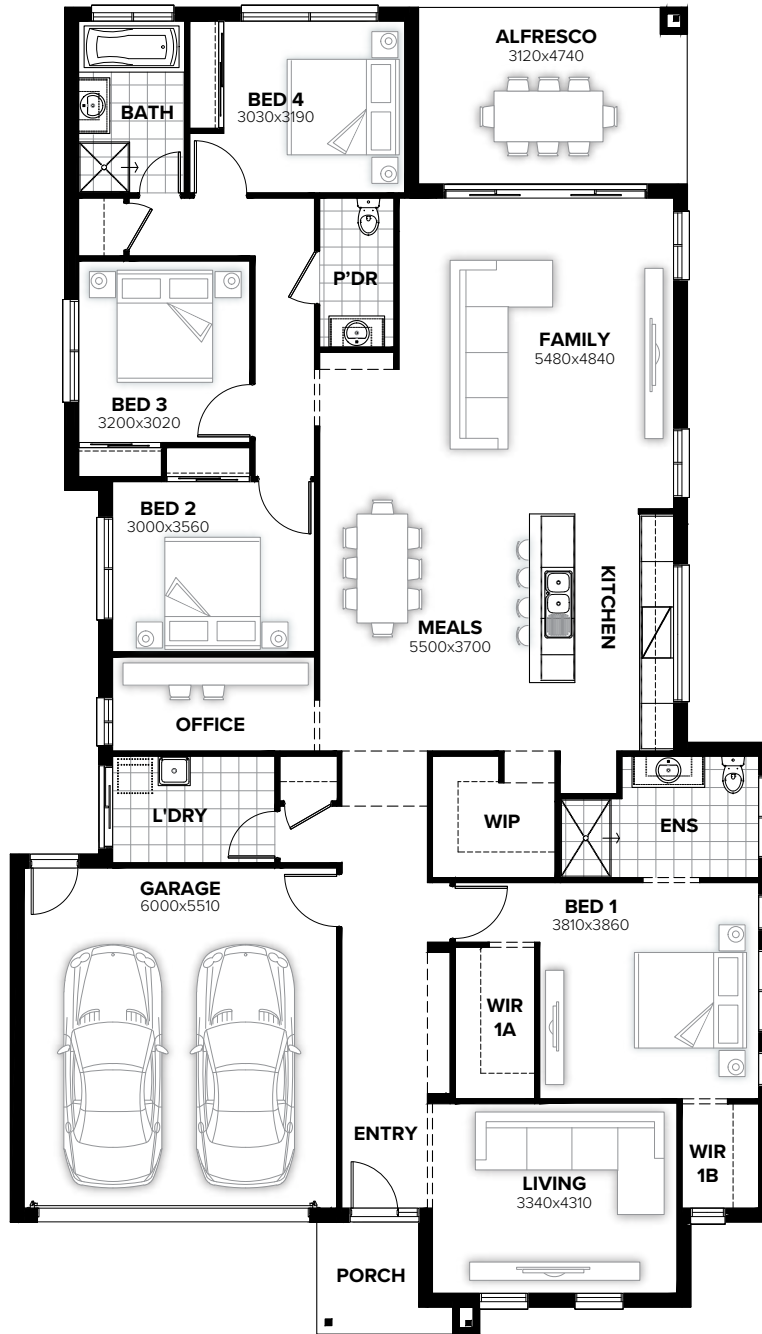 ALFRESCO
3120x4740
BATH
BED 4
3030x3190
P'DR
FAMILY
5480x4840
BED 3
3200x3020
BED 2
3000x3560
KITCHEN
MEALS
5500x3700
OFFICE
L'DRY
WIP
ENS
GARAGE
6000x5510
BED 1
3810x3860
WIR
1A
ENTRY
WIR
1B
LIVING
3340x4310
PORCH